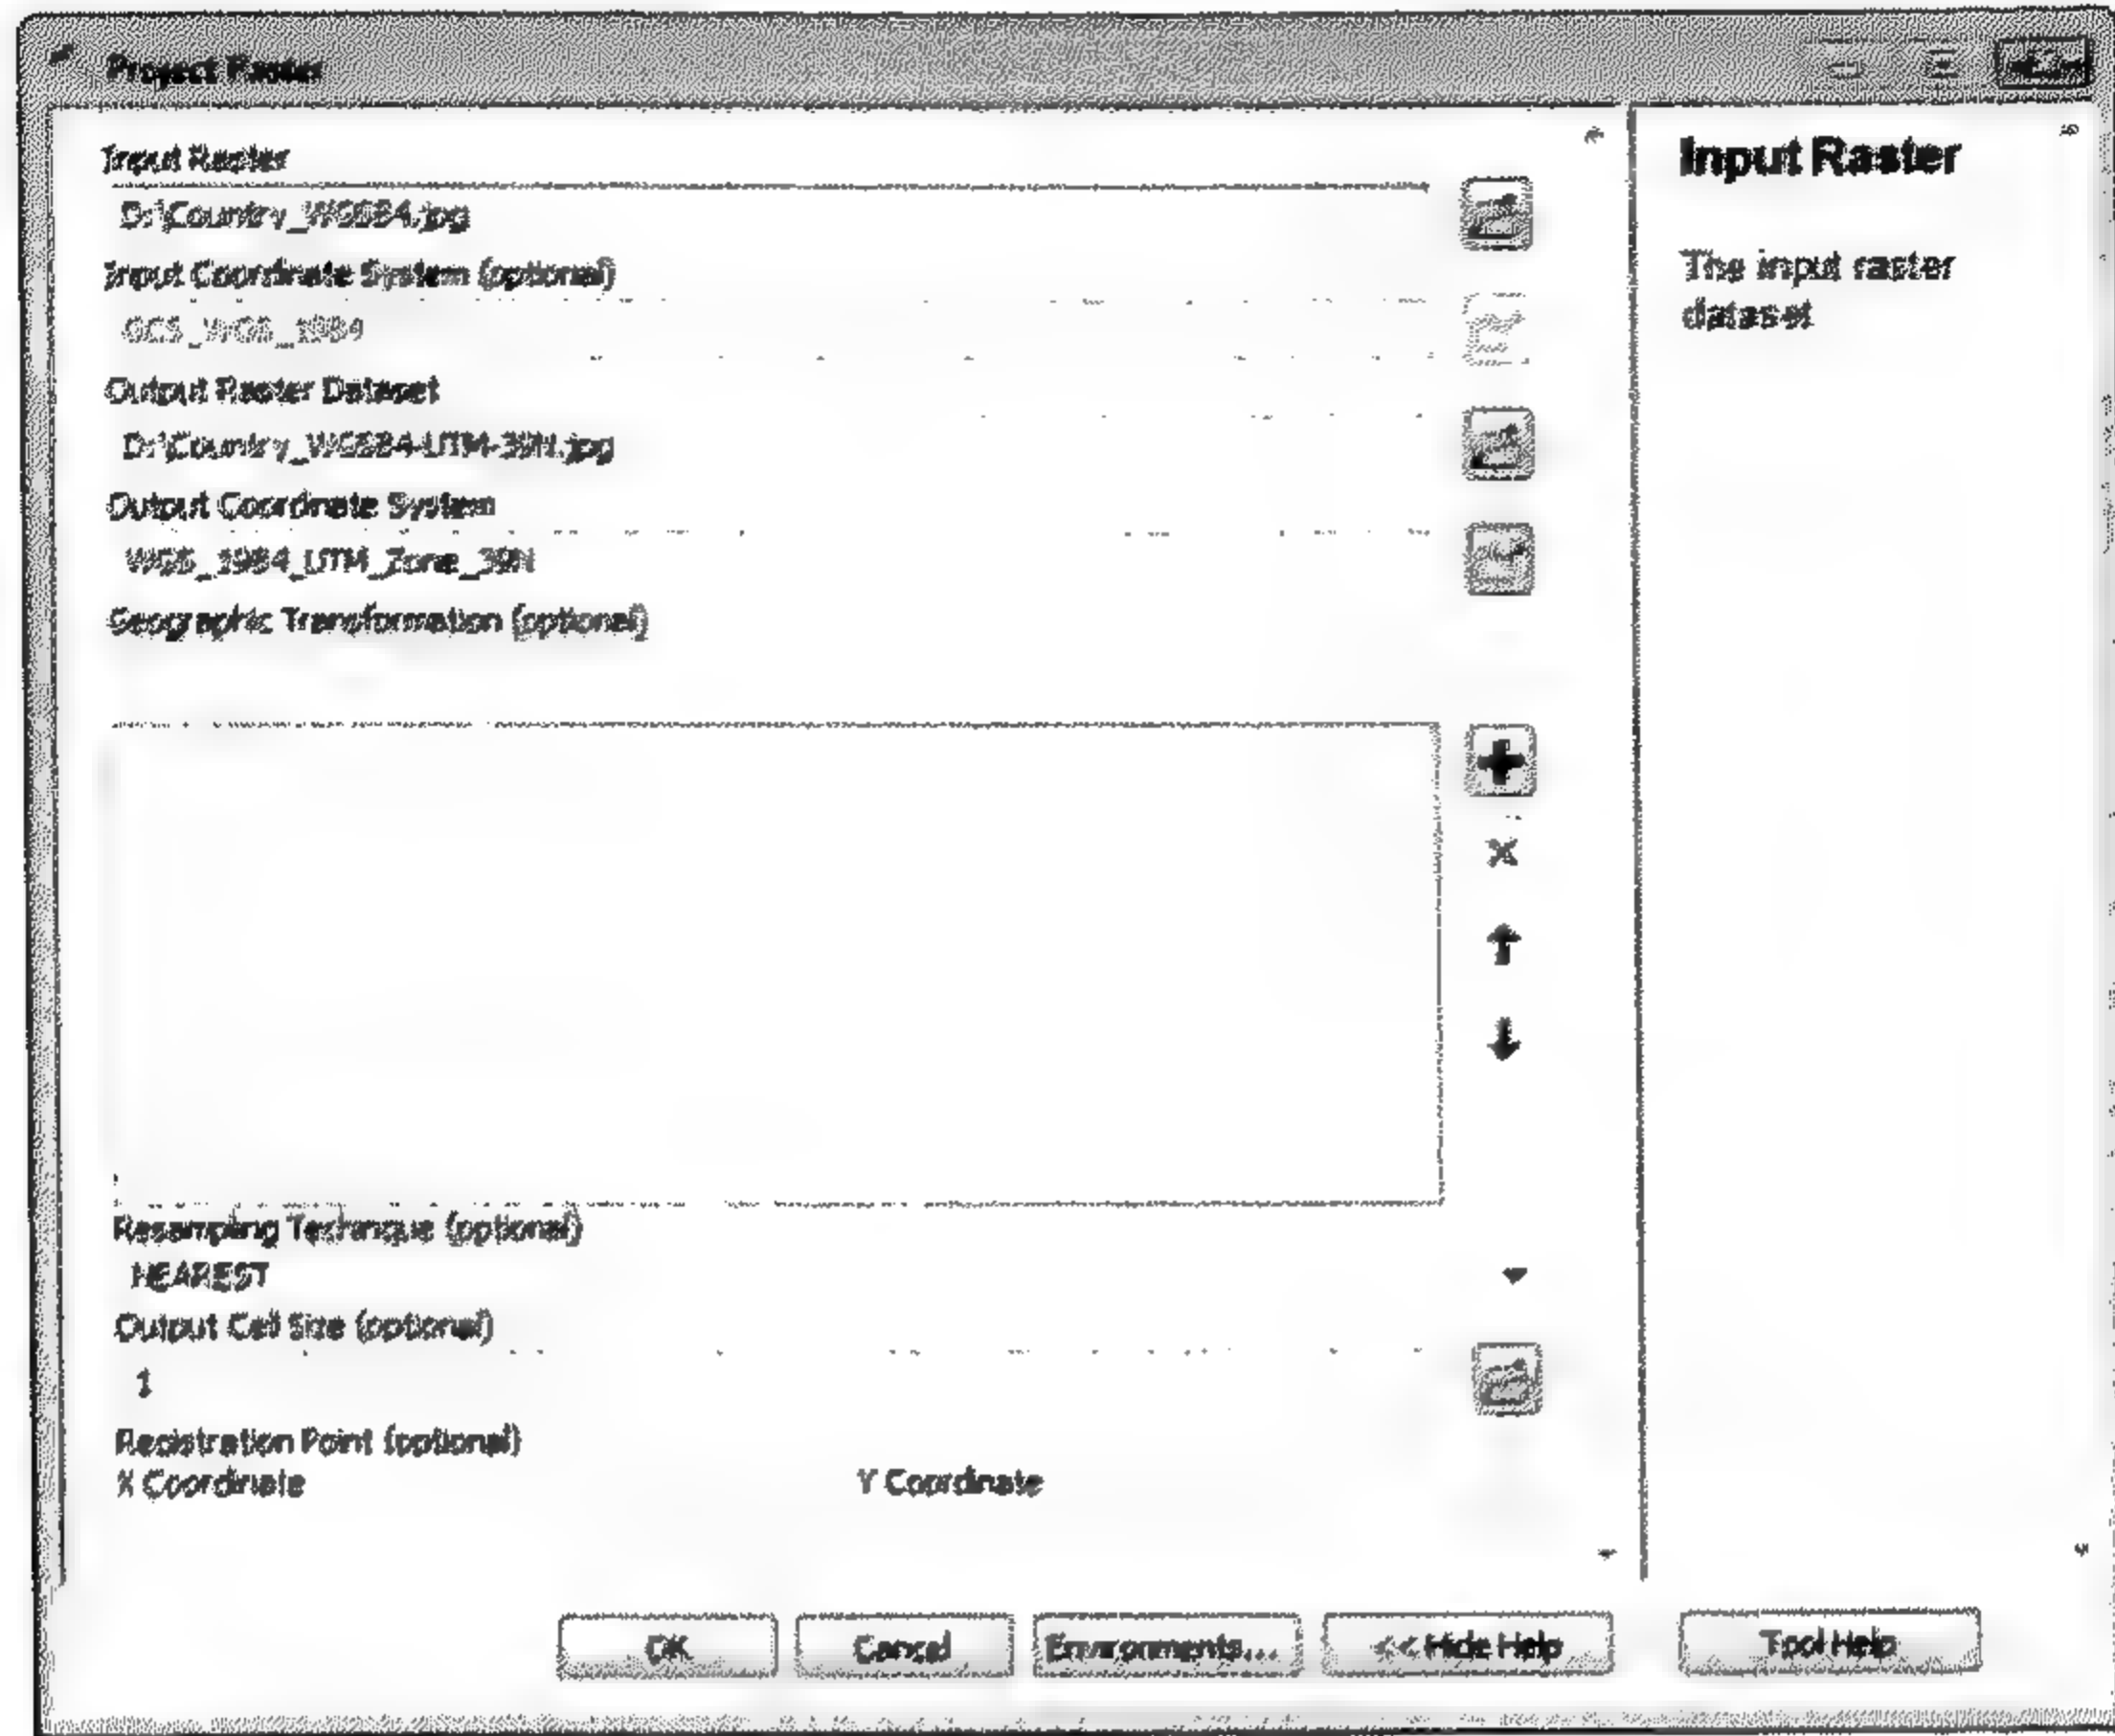 Project Raster
Input Raster
D:\Country_WGS84.jpg
Input Coordinate System (optional)
GCS_WGS_1984
Output Raster Dataset
D:\Country_WGS84-UTM-39N.jpg
Output Coordinate System
WGS_1984_UTM_Zone_39N
Geographic Transformation (optional)
Resampling Technique (optional)
NEAREST
Output Cell Size (optional)
1
Registration Point (optional)
X Coordinate Y Coordinate
OK Cancel Environments... << Hide Help Tool Help
Input Raster
The input raster
dataset